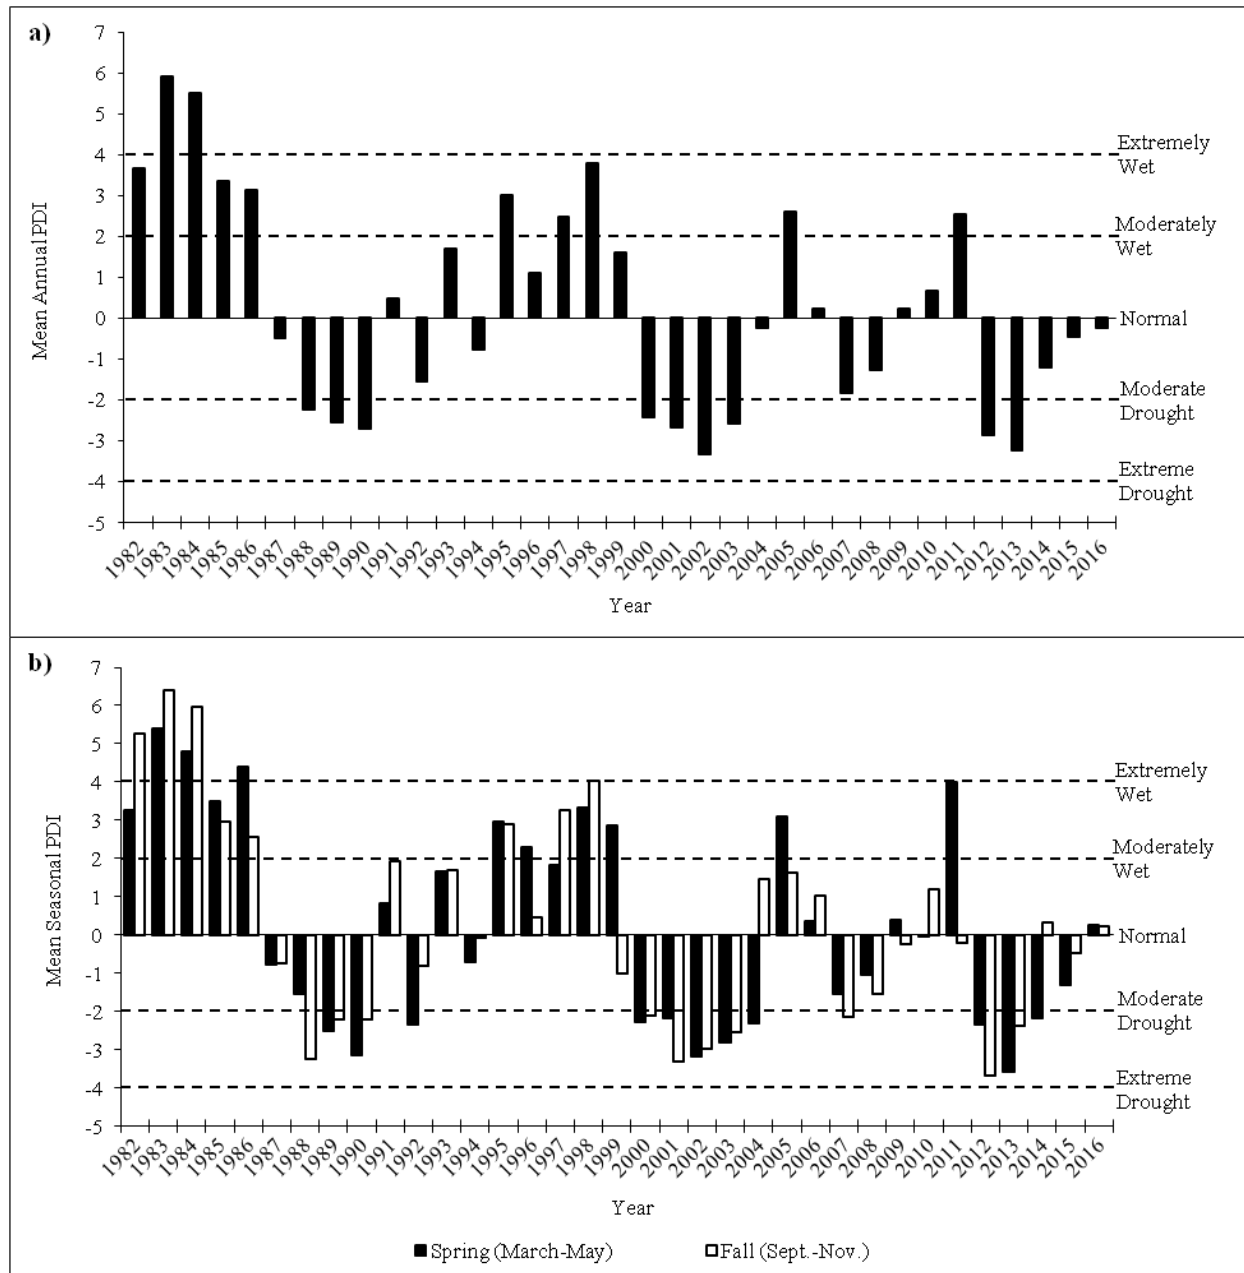 a)
7
6
5
4
3
2
1
0
-1
-2
-3
-4
-5
Mean Annual PDI
Extremely
Wet
Moderately
Wet
Normal
Moderate
Drought
Extreme
Drought
1982 1983 1984 1985 1986 1987 1988 1989 1990 1991 1992 1993 1994 1995 1996 1997 1998 1999 2000 2001 2002 2003 2004 2005 2006 2007 2008 2009 2010 2011 2012 2013 2014 2015 2016
Year
b)
7
6
5
4
3
2
1
0
-1
-2
-3
-4
-5
Mean Seasonal PDI
Extremely
Wet
Moderately
Wet
Normal
Moderate
Drought
Extreme
Drought
1982 1983 1984 1985 1986 1987 1988 1989 1990 1991 1992 1993 1994 1995 1996 1997 1998 1999 2000 2001 2002 2003 2004 2005 2006 2007 2008 2009 2010 2011 2012 2013 2014 2015 2016
Year
Spring (March-May) Fall (Sept.-Nov.)